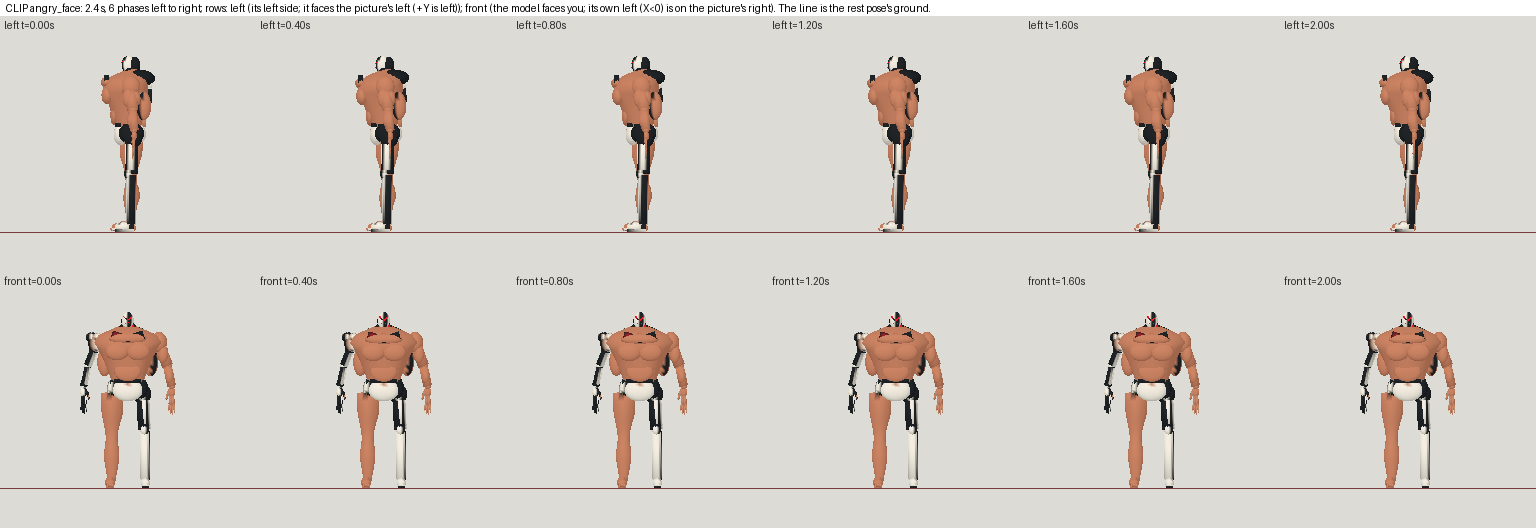 CLIP angry_face: 2.4 s, 6 phases left to right; rows: left (its left side; it faces the picture's left (+Y is left)); front (the model faces you; its own left (X<0) is on the picture's right). The line is the rest pose's ground.
left t=0.00s left t=0.40s left t=0.80s left t=1.20s left t=1.60s left t=2.00s
front t=0.00s front t=0.40s front t=0.80s front t=1.20s front t=1.60s front t=2.00s